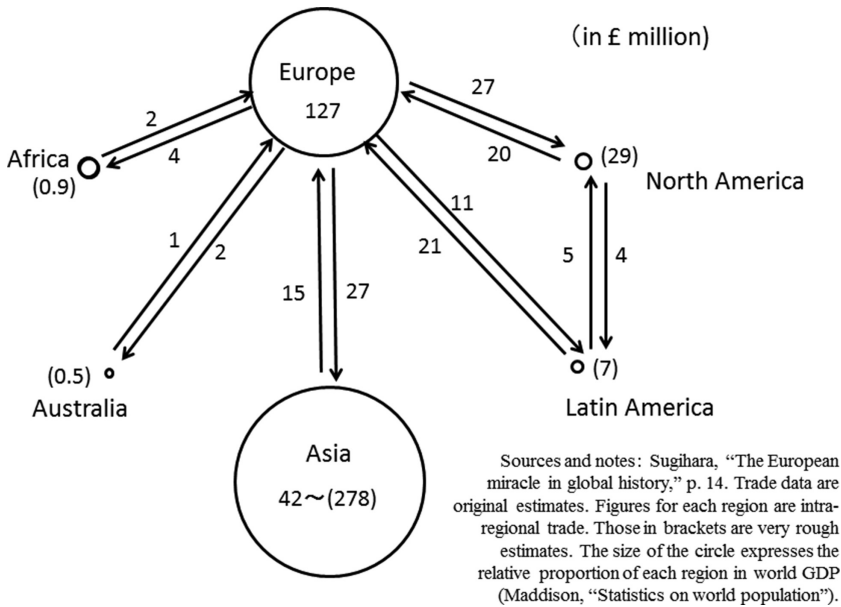 (in £ million)
Europe
127
27
20
2
4
Africa
(0.9)
(29)
North America
1
2
15
27
11
21
5
4
(0.5)
Australia
(7)
Latin America
Asia
42～(278)
Sources and notes: Sugihara, “The European
miracle in global history,” p. 14. Trade data are
original estimates. Figures for each region are intra-
regional trade. Those in brackets are very rough
estimates. The size of the circle expresses the
relative proportion of each region in world GDP
(Maddison, “Statistics on world population”).